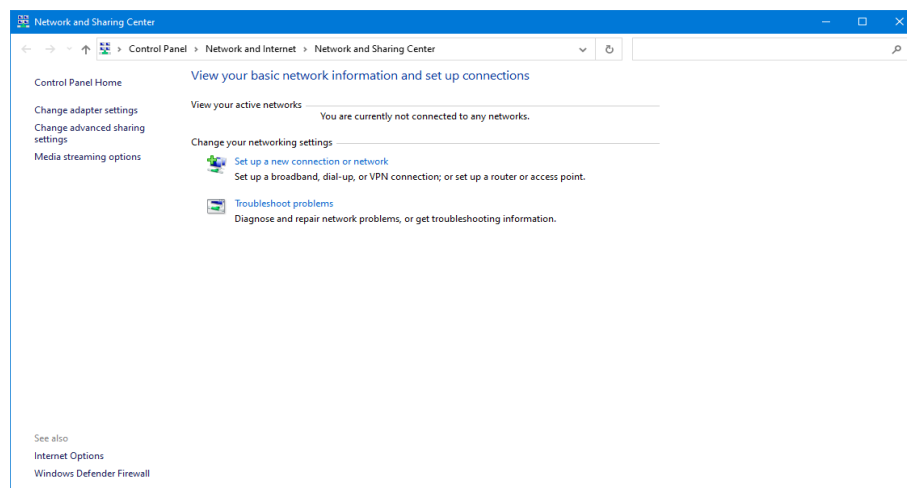 Network and Sharing Center
Control Panel > Network and Internet > Network and Sharing Center
Control Panel Home
Change adapter settings
Change advanced sharing
settings
Media streaming options
View your basic network information and set up connections
View your active networks
You are currently not connected to any networks.
Change your networking settings
Set up a new connection or network
Set up a broadband, dial-up, or VPN connection; or set up a router or access point.
Troubleshoot problems
Diagnose and repair network problems, or get troubleshooting information.
See also
Internet Options
Windows Defender Firewall